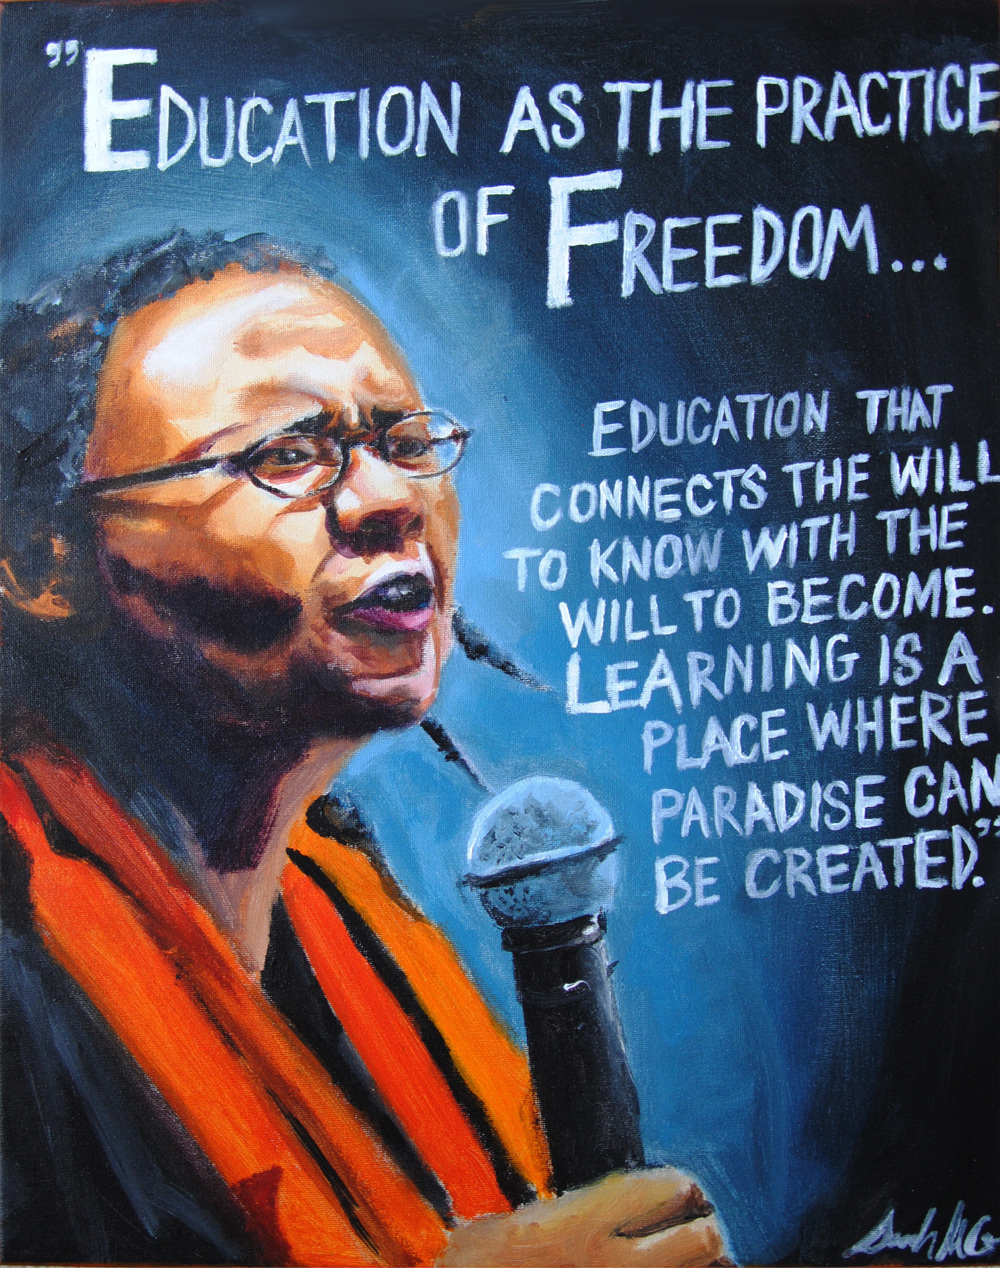 "EDUCATION AS THE PRACTICE
OF FREEDOM...
EDUCATION THAT
CONNECTS THE WILL
TO KNOW WITH THE
WILL TO BECOME.
LEARNING IS A
PLACE WHERE
PARADISE CAN
BE CREATED."